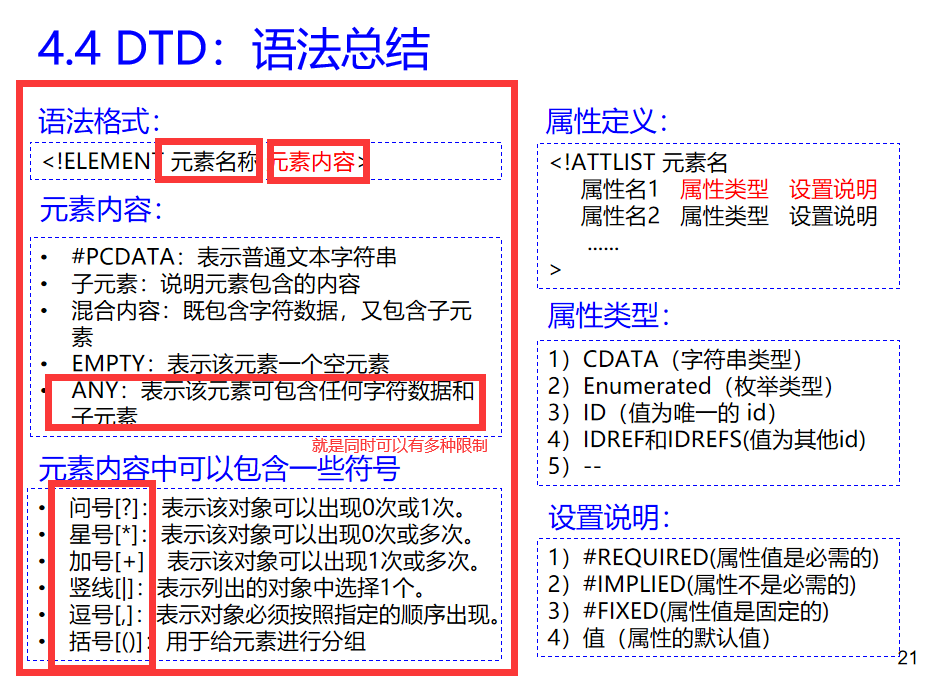 4.4 DTD：语法总结
语法格式：
<!ELEMENT 元素名称 元素内容>
元素内容：
• #PCDATA：表示普通文本字符串
• 子元素：说明元素包含的内容
• 混合内容：既包含字符数据，又包含子元
素
• EMPTY：表示该元素一个空元素
• ANY：表示该元素可包含任何字符数据和
子元素
就是同时可以有多种限制
元素内容中可以包含一些符号
• 问号[?]：表示该对象可以出现0次或1次。
• 星号[*]：表示该对象可以出现0次或多次。
• 加号[+] 表示该对象可以出现1次或多次。
• 竖线[|]：表示列出的对象中选择1个。
• 逗号[,]：表示对象必须按照指定的顺序出现。
• 括号[()]：用于给元素进行分组
属性定义：
<!ATTLIST 元素名
属性名1 属性类型 设置说明
属性名2 属性类型 设置说明
......
>
属性类型：
1）CDATA（字符串类型）
2）Enumerated（枚举类型）
3）ID（值为唯一的 id）
4）IDREF和IDREFS(值为其他id)
5）--
设置说明：
1）#REQUIRED(属性值是必需的)
2）#IMPLIED(属性不是必需的)
3）#FIXED(属性值是固定的)
4）值（属性的默认值）
21